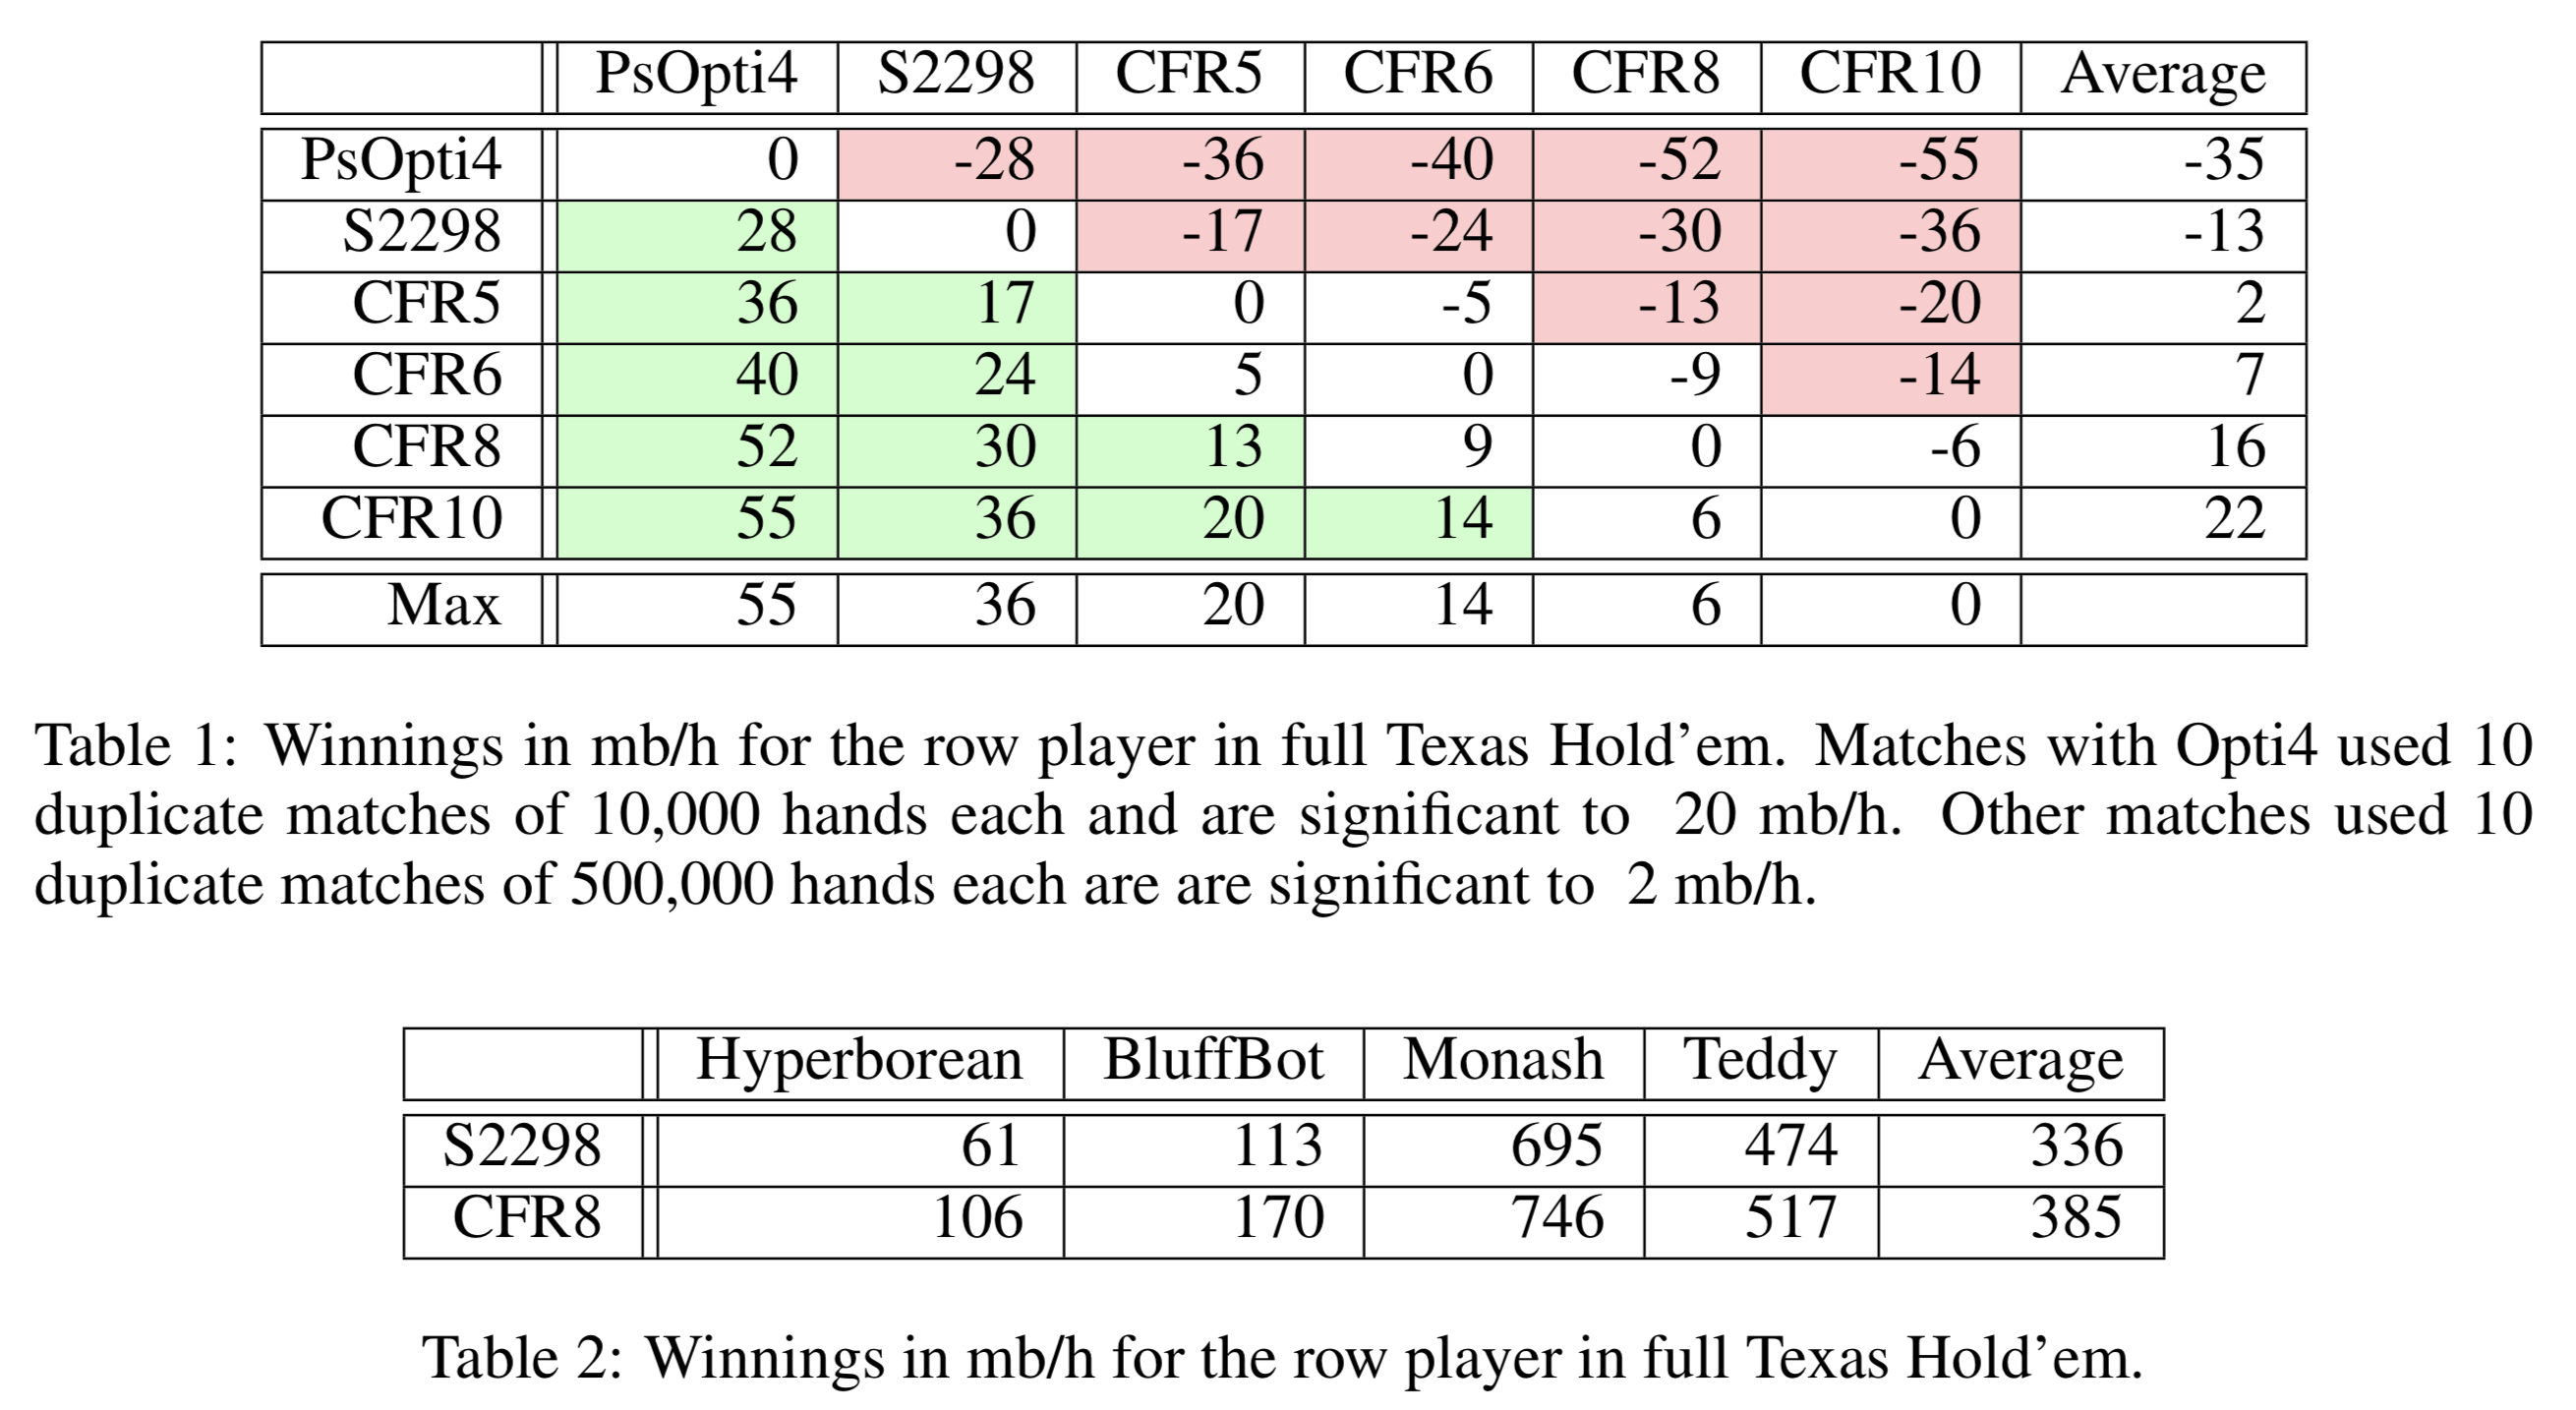 PsOpti4 S2298 CFR5 CFR6 CFR8 CFR10 Average
PsOpti4 0 -28 -36 -40 -52 -55 -35
S2298 28 0 -17 -24 -30 -36 -13
CFR5 36 17 0 -5 -13 -20 2
CFR6 40 24 5 0 -9 -14 7
CFR8 52 30 13 9 0 -6 16
CFR10 55 36 20 14 6 0 22
Max 55 36 20 14 6 0
Table 1: Winnings in mb/h for the row player in full Texas Hold’em. Matches with Opti4 used 10
duplicate matches of 10,000 hands each and are significant to 20 mb/h. Other matches used 10
duplicate matches of 500,000 hands each are are significant to 2 mb/h.
Hyperborean BluffBot Monash Teddy Average
S2298 61 113 695 474 336
CFR8 106 170 746 517 385
Table 2: Winnings in mb/h for the row player in full Texas Hold’em.